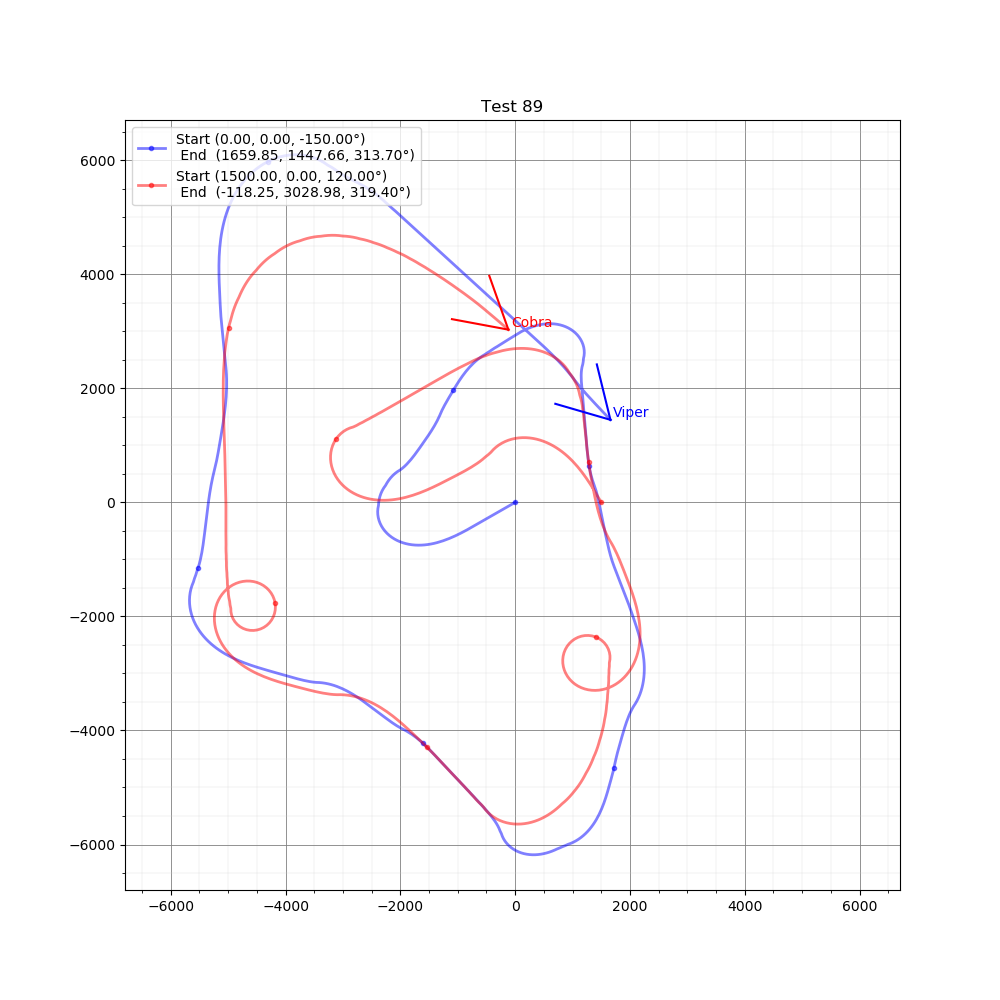 Test 89
Start (0.00, 0.00, -150.00°)
End (1659.85, 1447.66, 313.70°)
Start (1500.00, 0.00, 120.00°)
End (-118.25, 3028.98, 319.40°)
6000
4000
2000
0
−2000
−4000
−6000
Cobra
Viper
−6000 −4000 −2000 0 2000 4000 6000